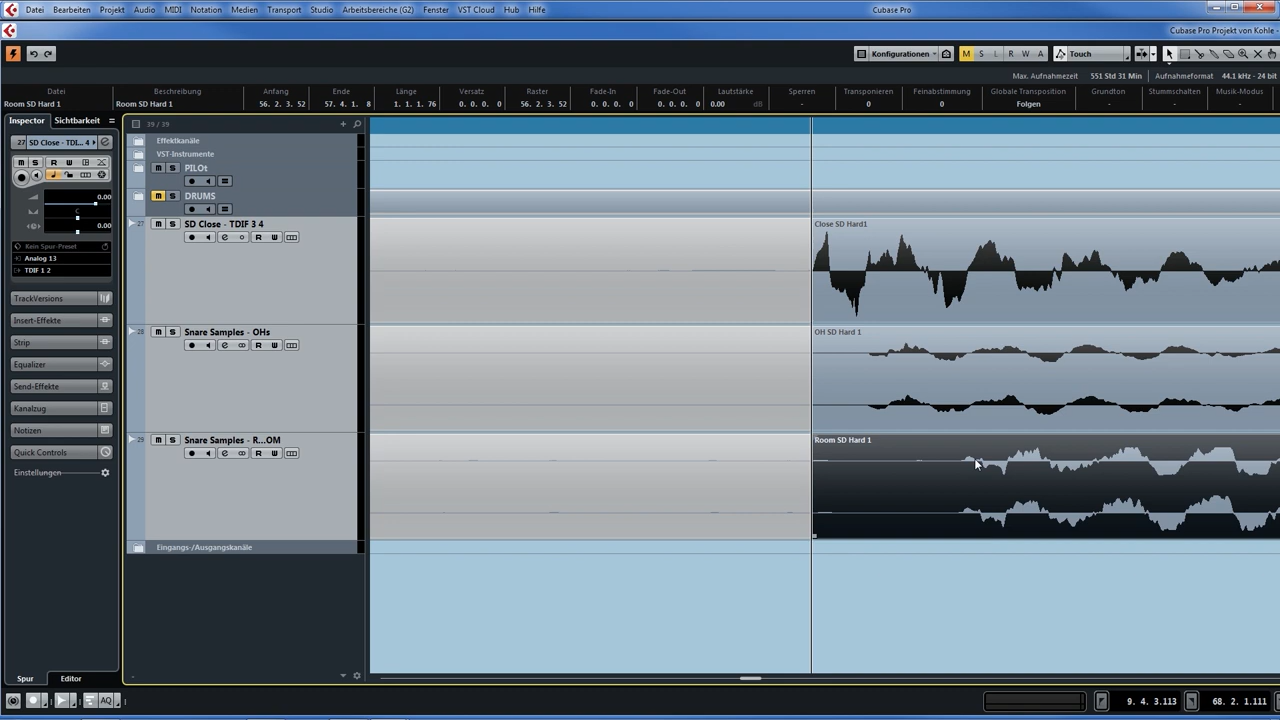 Datei Bearbeiten Projekt Audio MIDI Notation Medien Transport Studio Arbeitsbereiche (G2) Fenster VST Cloud Hub Hilfe Cubase Pro
Cubase Pro Projekt von Kohle -
Konfigurationen M S L R W A Touch
Max. Aufnahmezeit 551 Std 31 Min Aufnahmeformat 44.1 kHz - 24 bit
Datei Beschreibung Anfang Ende Länge Versatz Raster Fade-In Fade-Out Lautstärke Sperren Transponieren Feinabstimmung Globale Transposition Grundton Stummschalten Musik-Modus
Room SD Hard 1 Room SD Hard 1 56. 2. 3. 52 57. 4. 1. 8 1. 1. 1. 76 0. 0. 0. 0 56. 2. 3. 52 0. 0. 0. 0 0. 0. 0. 0 0.00 dB - 0 0 Folgen - - -
Inspector Sichtbarkeit
39 / 39
27 SD Close - TDI... 4
M S R W
0.00
C
0.00
Kein Spur-Preset
Analog 13
TDIF 1 2
TrackVersions
Insert-Effekte
Strip
Equalizer
Send-Effekte
Kanalzug
Notizen
Quick Controls
Einstellungen
Effektkanäle
VST-Instrumente
M S PILOt
M S DRUMS
27 M S SD Close - TDIF 3 4
R W
28 M S Snare Samples - OHs
R W
29 M S Snare Samples - R...OM
R W
Eingangs-/Ausgangskanäle
Close SD Hard1
OH SD Hard 1
Room SD Hard 1
Spur Editor
AQ
9. 4. 3.113 68. 2. 1.111